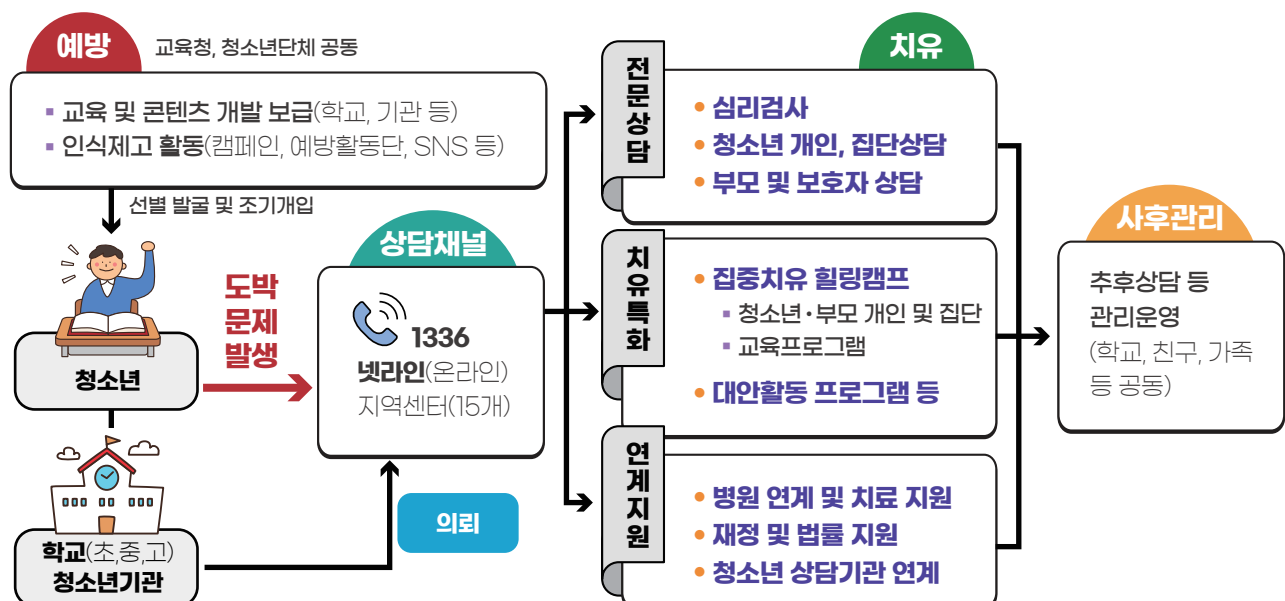 예방
교육청, 청소년단체 공동
▪ 교육 및 콘텐츠 개발 보급(학교, 기관 등)
▪ 인식제고 활동(캠페인, 예방활동단, SNS 등)
선별 발굴 및 조기개입
청소년
도박
문제
발생
학교(초,중,고)
청소년기관
의뢰
상담채널
1336
넷라인(온라인)
지역센터(15개)
치유
전문상담
• 심리검사
• 청소년 개인, 집단상담
• 부모 및 보호자 상담
치유특화
• 집중치유 힐링캠프
▪ 청소년·부모 개인 및 집단
▪ 교육프로그램
• 대안활동 프로그램 등
연계지원
• 병원 연계 및 치료 지원
• 재정 및 법률 지원
• 청소년 상담기관 연계
사후관리
추후상담 등
관리운영
(학교, 친구, 가족
등 공동)